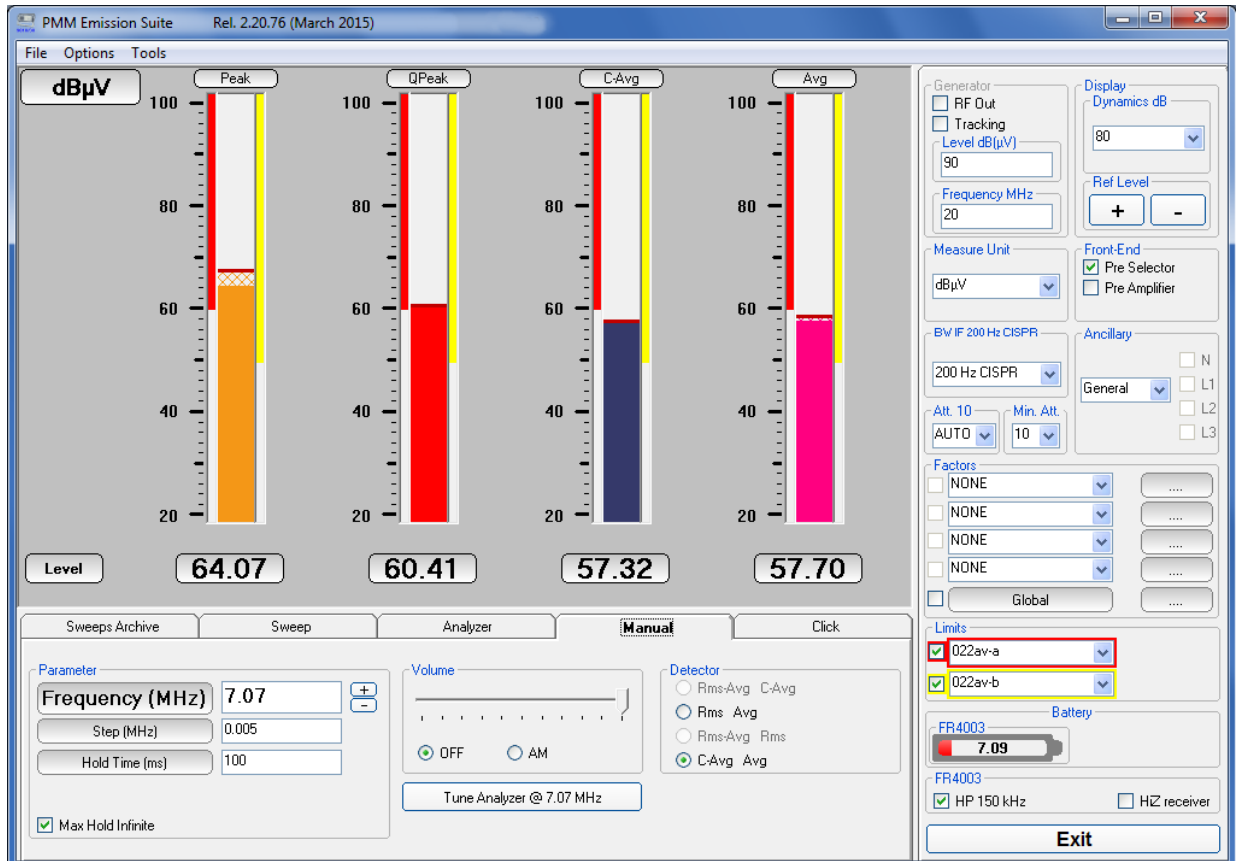 PMM Emission Suite Rel. 2.20.76 (March 2015)
File Options Tools
dBµV
Peak QPeak C-Avg Avg
100 100 100 100
80 80 80 80
60 60 60 60
40 40 40 40
20 20 20 20
Level 64.07 60.41 57.32 57.70
Sweeps Archive Sweep Analyzer Manual Click
Parameter
Frequency (MHz) 7.07 + -
Step (MHz) 0.005
Hold Time (ms) 100
Max Hold Infinite
Volume
OFF AM
Tune Analyzer @ 7.07 MHz
Detector
Rms-Avg C-Avg
Rms Avg
Rms-Avg Rms
C-Avg Avg
Generator
RF Out
Tracking
Level dB(µV)
90
Frequency MHz
20
Display
Dynamics dB
80
Ref Level
+ -
Measure Unit
dBµV
Front-End
Pre Selector
Pre Amplifier
BW IF 200 Hz CISPR
200 Hz CISPR
Ancillary
General
N
L1
L2
L3
Att. 10 Min. Att.
AUTO 10
Factors
NONE ....
NONE ....
NONE ....
NONE ....
Global ....
Limits
022av-a
022av-b
Battery
FR4003
7.09
FR4003
HP 150 kHz HiZ receiver
Exit